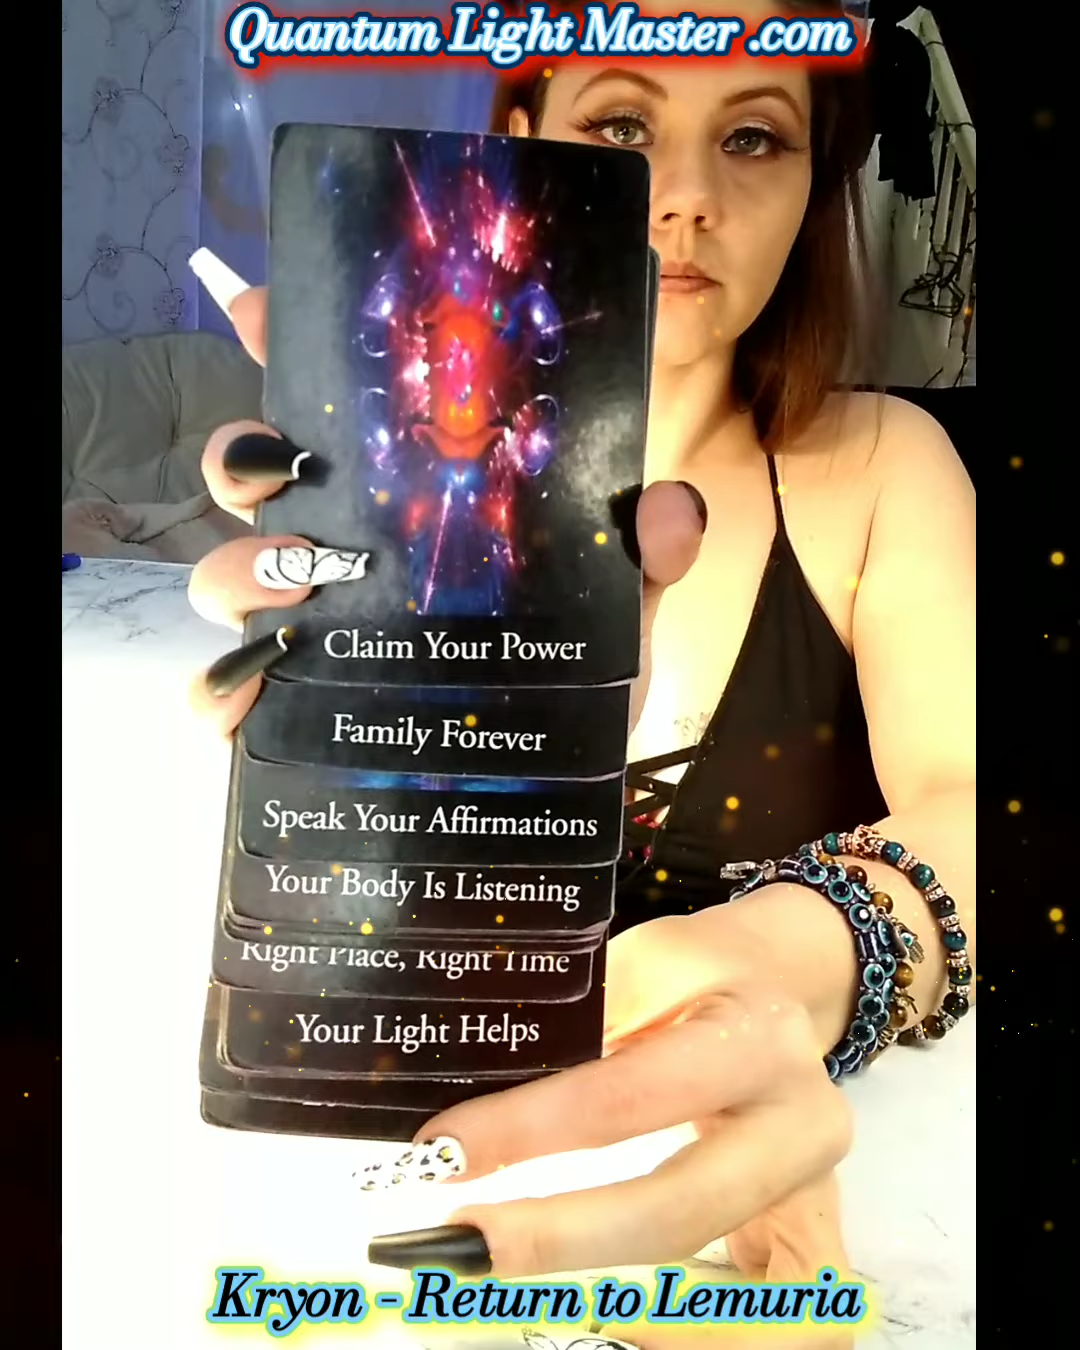 Quantum Light Master .com
Claim Your Power
Family Forever
Speak Your Affirmations
Your Body Is Listening
Right Place, Right Time
Your Light Helps
Kryon - Return to Lemuria